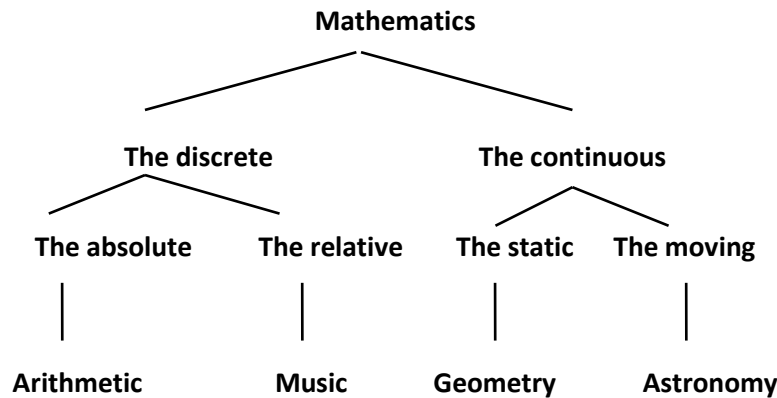 Mathematics
The discrete The continuous
The absolute The relative The static The moving
Arithmetic Music Geometry Astronomy